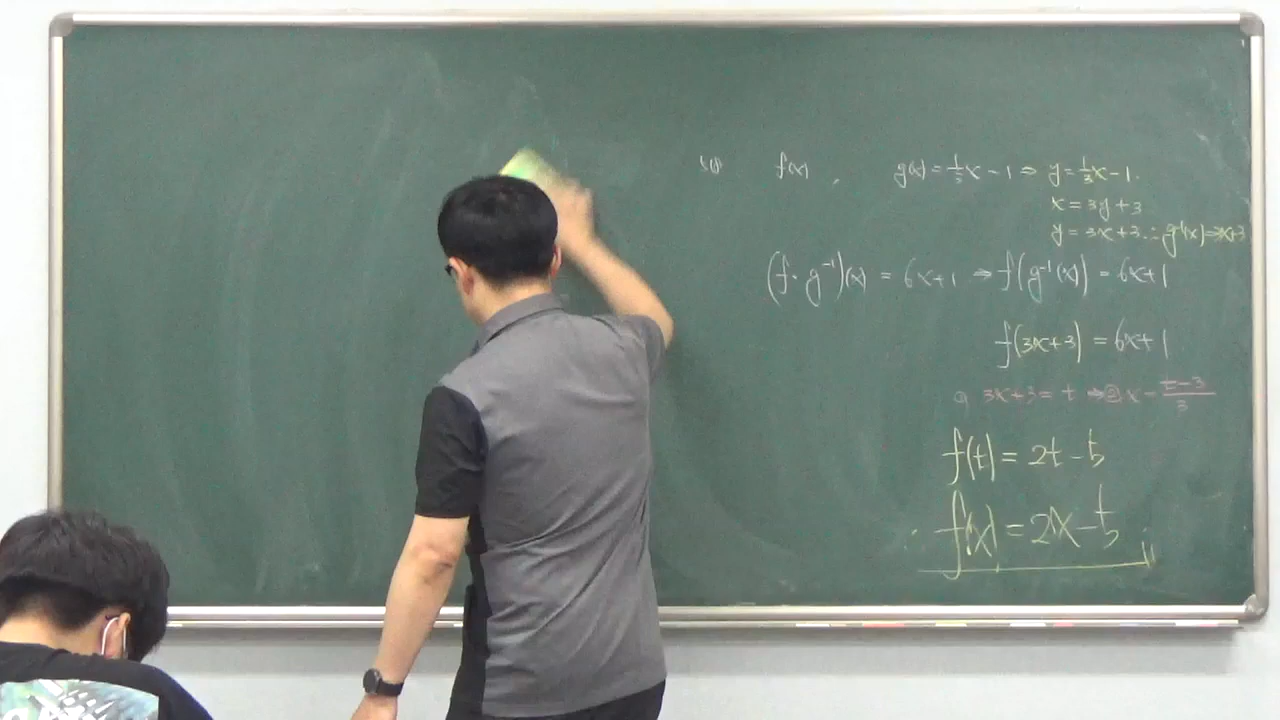 f(x) , g(x) = 1/3x - 1 ⇒ y = 1/3x - 1.
x = 3y + 3
y = 3x + 3 ∴ g⁻¹(x) = 3x+3
(f · g⁻¹)(x) = 6x+1 ⇒ f(g⁻¹(x)) = 6x+1
f(3x+3) = 6x+1
3x+3 = t ⇒ x = t-3/3
f(t) = 2t - 5
∴ f(x) = 2x - 5